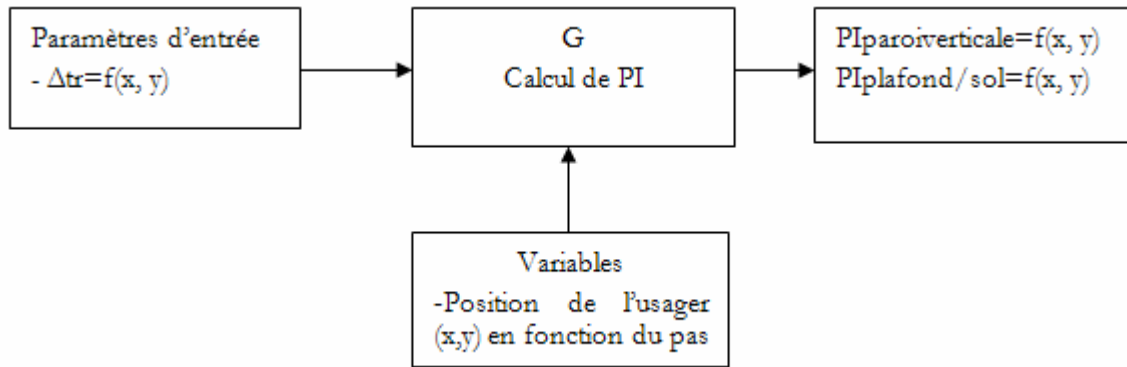 Paramètres d'entrée
- Δtr=f(x, y)
G
Calcul de PI
PIparoiverticale=f(x, y)
PIplafond/sol=f(x, y)
Variables
-Position de l'usager
(x,y) en fonction du pas